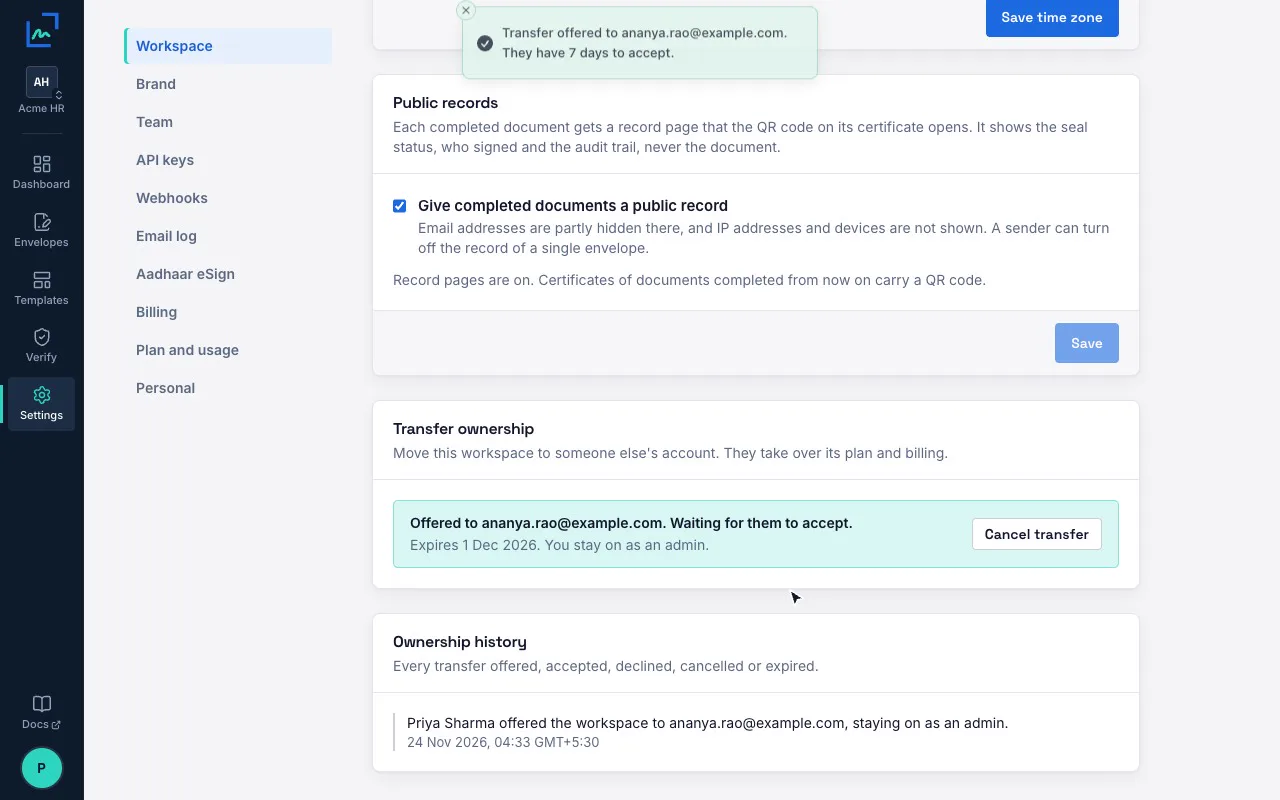 AH
Acme HR
Dashboard
Envelopes
Templates
Verify
Settings
Docs
P
Workspace
Brand
Team
API keys
Webhooks
Email log
Aadhaar eSign
Billing
Plan and usage
Personal
Transfer offered to ananya.rao@example.com.
They have 7 days to accept.
Save time zone
Public records
Each completed document gets a record page that the QR code on its certificate opens. It shows the seal
status, who signed and the audit trail, never the document.
Give completed documents a public record
Email addresses are partly hidden there, and IP addresses and devices are not shown. A sender can turn
off the record of a single envelope.
Record pages are on. Certificates of documents completed from now on carry a QR code.
Save
Transfer ownership
Move this workspace to someone else's account. They take over its plan and billing.
Offered to ananya.rao@example.com. Waiting for them to accept.
Expires 1 Dec 2026. You stay on as an admin.
Cancel transfer
Ownership history
Every transfer offered, accepted, declined, cancelled or expired.
Priya Sharma offered the workspace to ananya.rao@example.com, staying on as an admin.
24 Nov 2026, 04:33 GMT+5:30